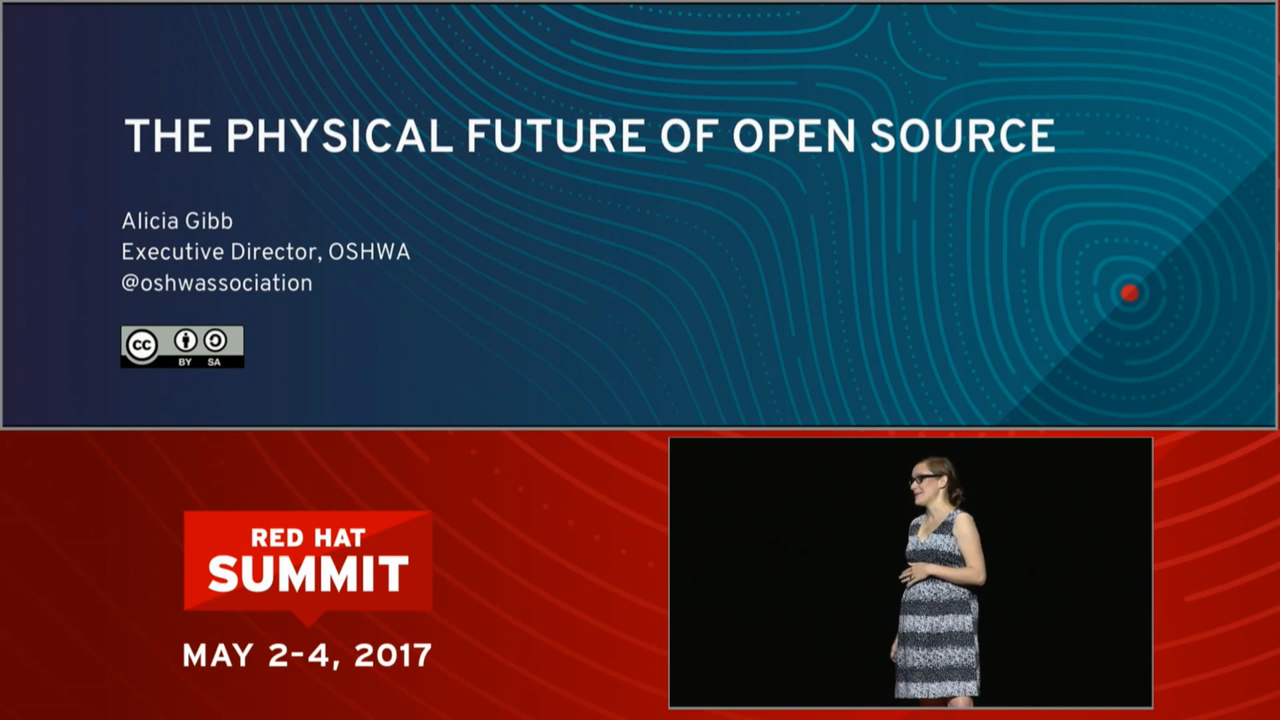 THE PHYSICAL FUTURE OF OPEN SOURCE
Alicia Gibb
Executive Director, OSHWA
@oshwassociation
cc
BY SA
RED HAT
SUMMIT
MAY 2-4, 2017